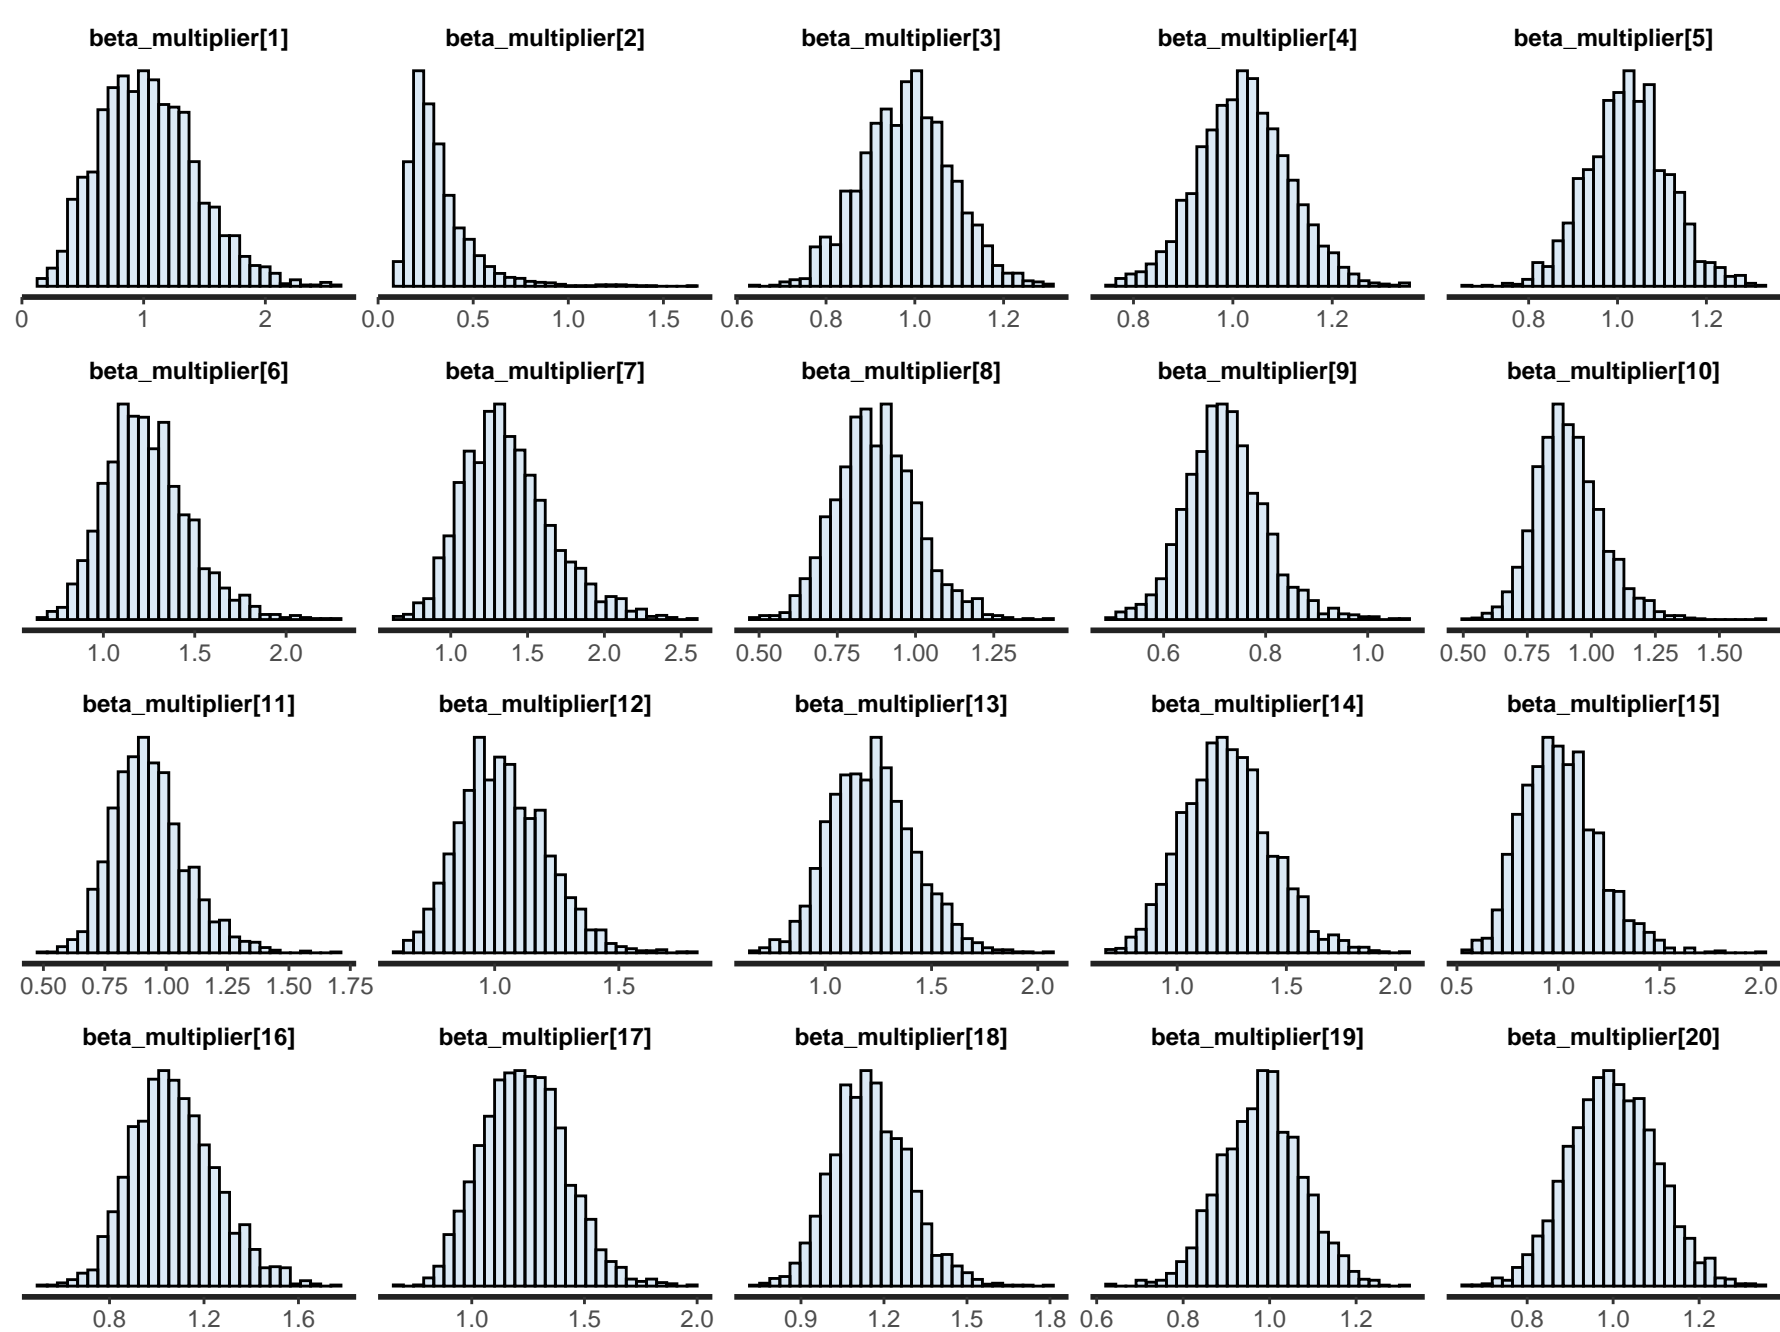 beta_multiplier[1] beta_multiplier[2] beta_multiplier[3] beta_multiplier[4] beta_multiplier[5]
0 1 2 0.0 0.5 1.0 1.5 0.6 0.8 1.0 1.2 0.8 1.0 1.2 0.8 1.0 1.2
beta_multiplier[6] beta_multiplier[7] beta_multiplier[8] beta_multiplier[9] beta_multiplier[10]
1.0 1.5 2.0 1.0 1.5 2.0 2.5 0.50 0.75 1.00 1.25 0.6 0.8 1.0 0.50 0.75 1.00 1.25 1.50
beta_multiplier[11] beta_multiplier[12] beta_multiplier[13] beta_multiplier[14] beta_multiplier[15]
0.50 0.75 1.00 1.25 1.50 1.75 1.0 1.5 1.0 1.5 2.0 1.0 1.5 2.0 0.5 1.0 1.5 2.0
beta_multiplier[16] beta_multiplier[17] beta_multiplier[18] beta_multiplier[19] beta_multiplier[20]
0.8 1.2 1.6 1.0 1.5 2.0 0.9 1.2 1.5 1.8 0.6 0.8 1.0 1.2 0.8 1.0 1.2